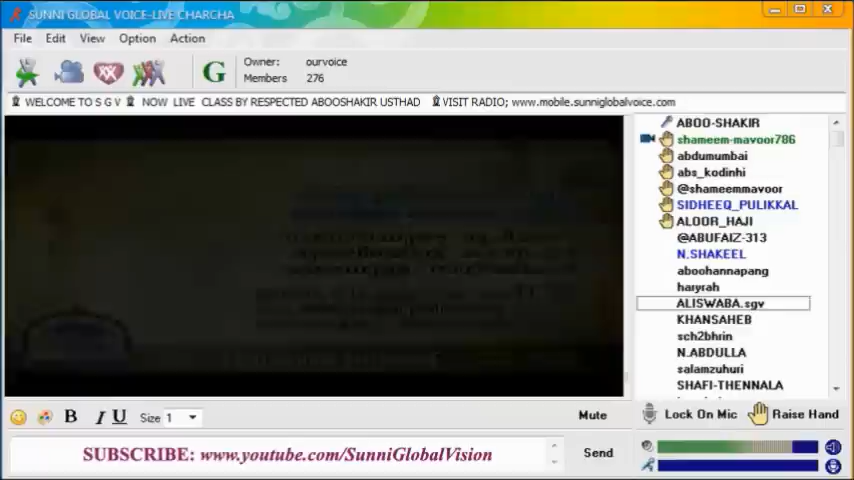 SUNNI GLOBAL VOICE-LIVE CHARCHA
File Edit View Option Action
G
Owner: ourvoice
Members 276
WELCOME TO S G V NOW LIVE CLASS BY RESPECTED ABOOSHAKIR USTHAD VISIT RADIO; www.mobile.sunniglobalvoice.com
ABOO-SHAKIR
shameem-mavoor786
abdumumbai
abs_kodinhi
@shameemmavoor
SIDHEEQ_PULIKKAL
ALOOR_HAJI
@ABUFAIZ-313
N.SHAKEEL
aboohannapang
haryrah
ALISWABA.sgv
KHANSAHEB
sch2bhrin
N.ABDULLA
salamzuhuri
SHAFI-THENNALA
B I U Size 1 Mute
Lock On Mic Raise Hand
SUBSCRIBE: www.youtube.com/SunniGlobalVision
Send